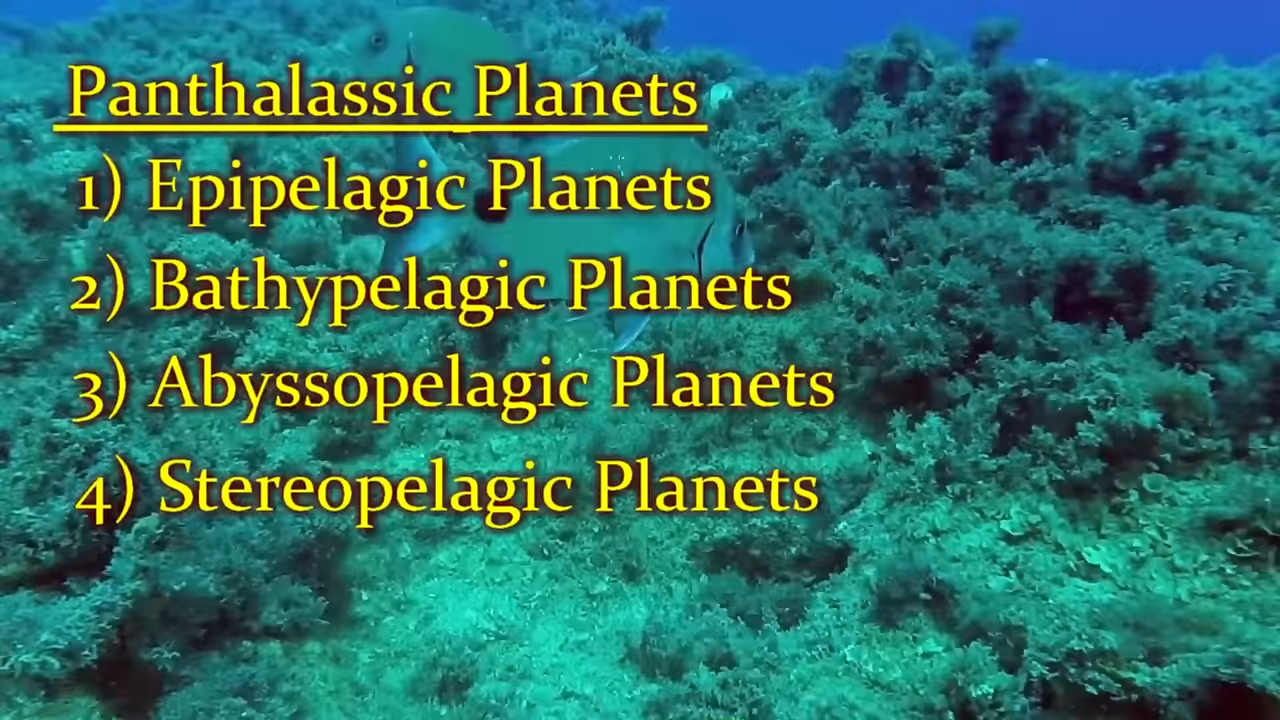 Panthalassic Planets
1) Epipelagic Planets
2) Bathypelagic Planets
3) Abyssopelagic Planets
4) Stereopelagic Planets